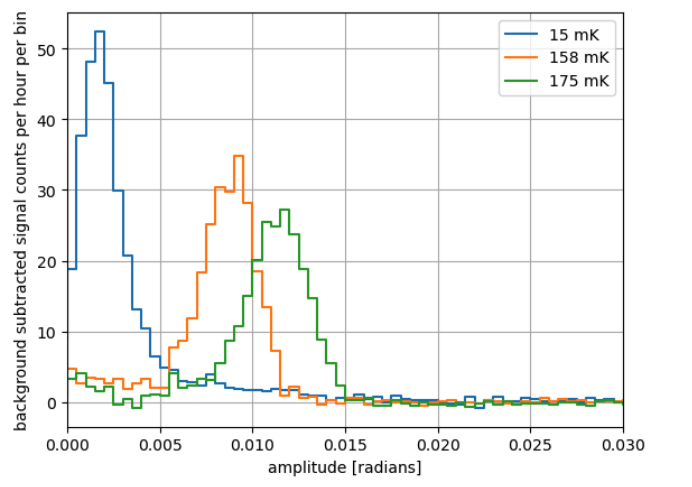 background subtracted signal counts per hour per bin
50
40
30
20
10
0
0.000 0.005 0.010 0.015 0.020 0.025 0.030
amplitude [radians]
15 mK
158 mK
175 mK